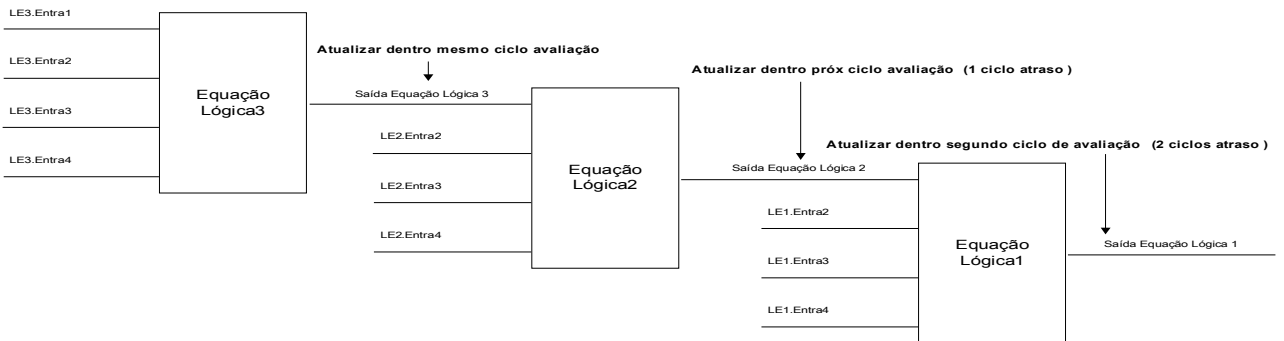 LE3.Entra1
LE3.Entra2
LE3.Entra3
LE3.Entra4
Equação
Lógica3
Atualizar dentro mesmo ciclo avaliação
Saída Equação Lógica 3
LE2.Entra2
LE2.Entra3
LE2.Entra4
Equação
Lógica2
Atualizar dentro próx ciclo avaliação (1 ciclo atraso )
Saída Equação Lógica 2
LE1.Entra2
LE1.Entra3
LE1.Entra4
Equação
Lógica1
Atualizar dentro segundo ciclo de avaliação (2 ciclos atraso )
Saída Equação Lógica 1